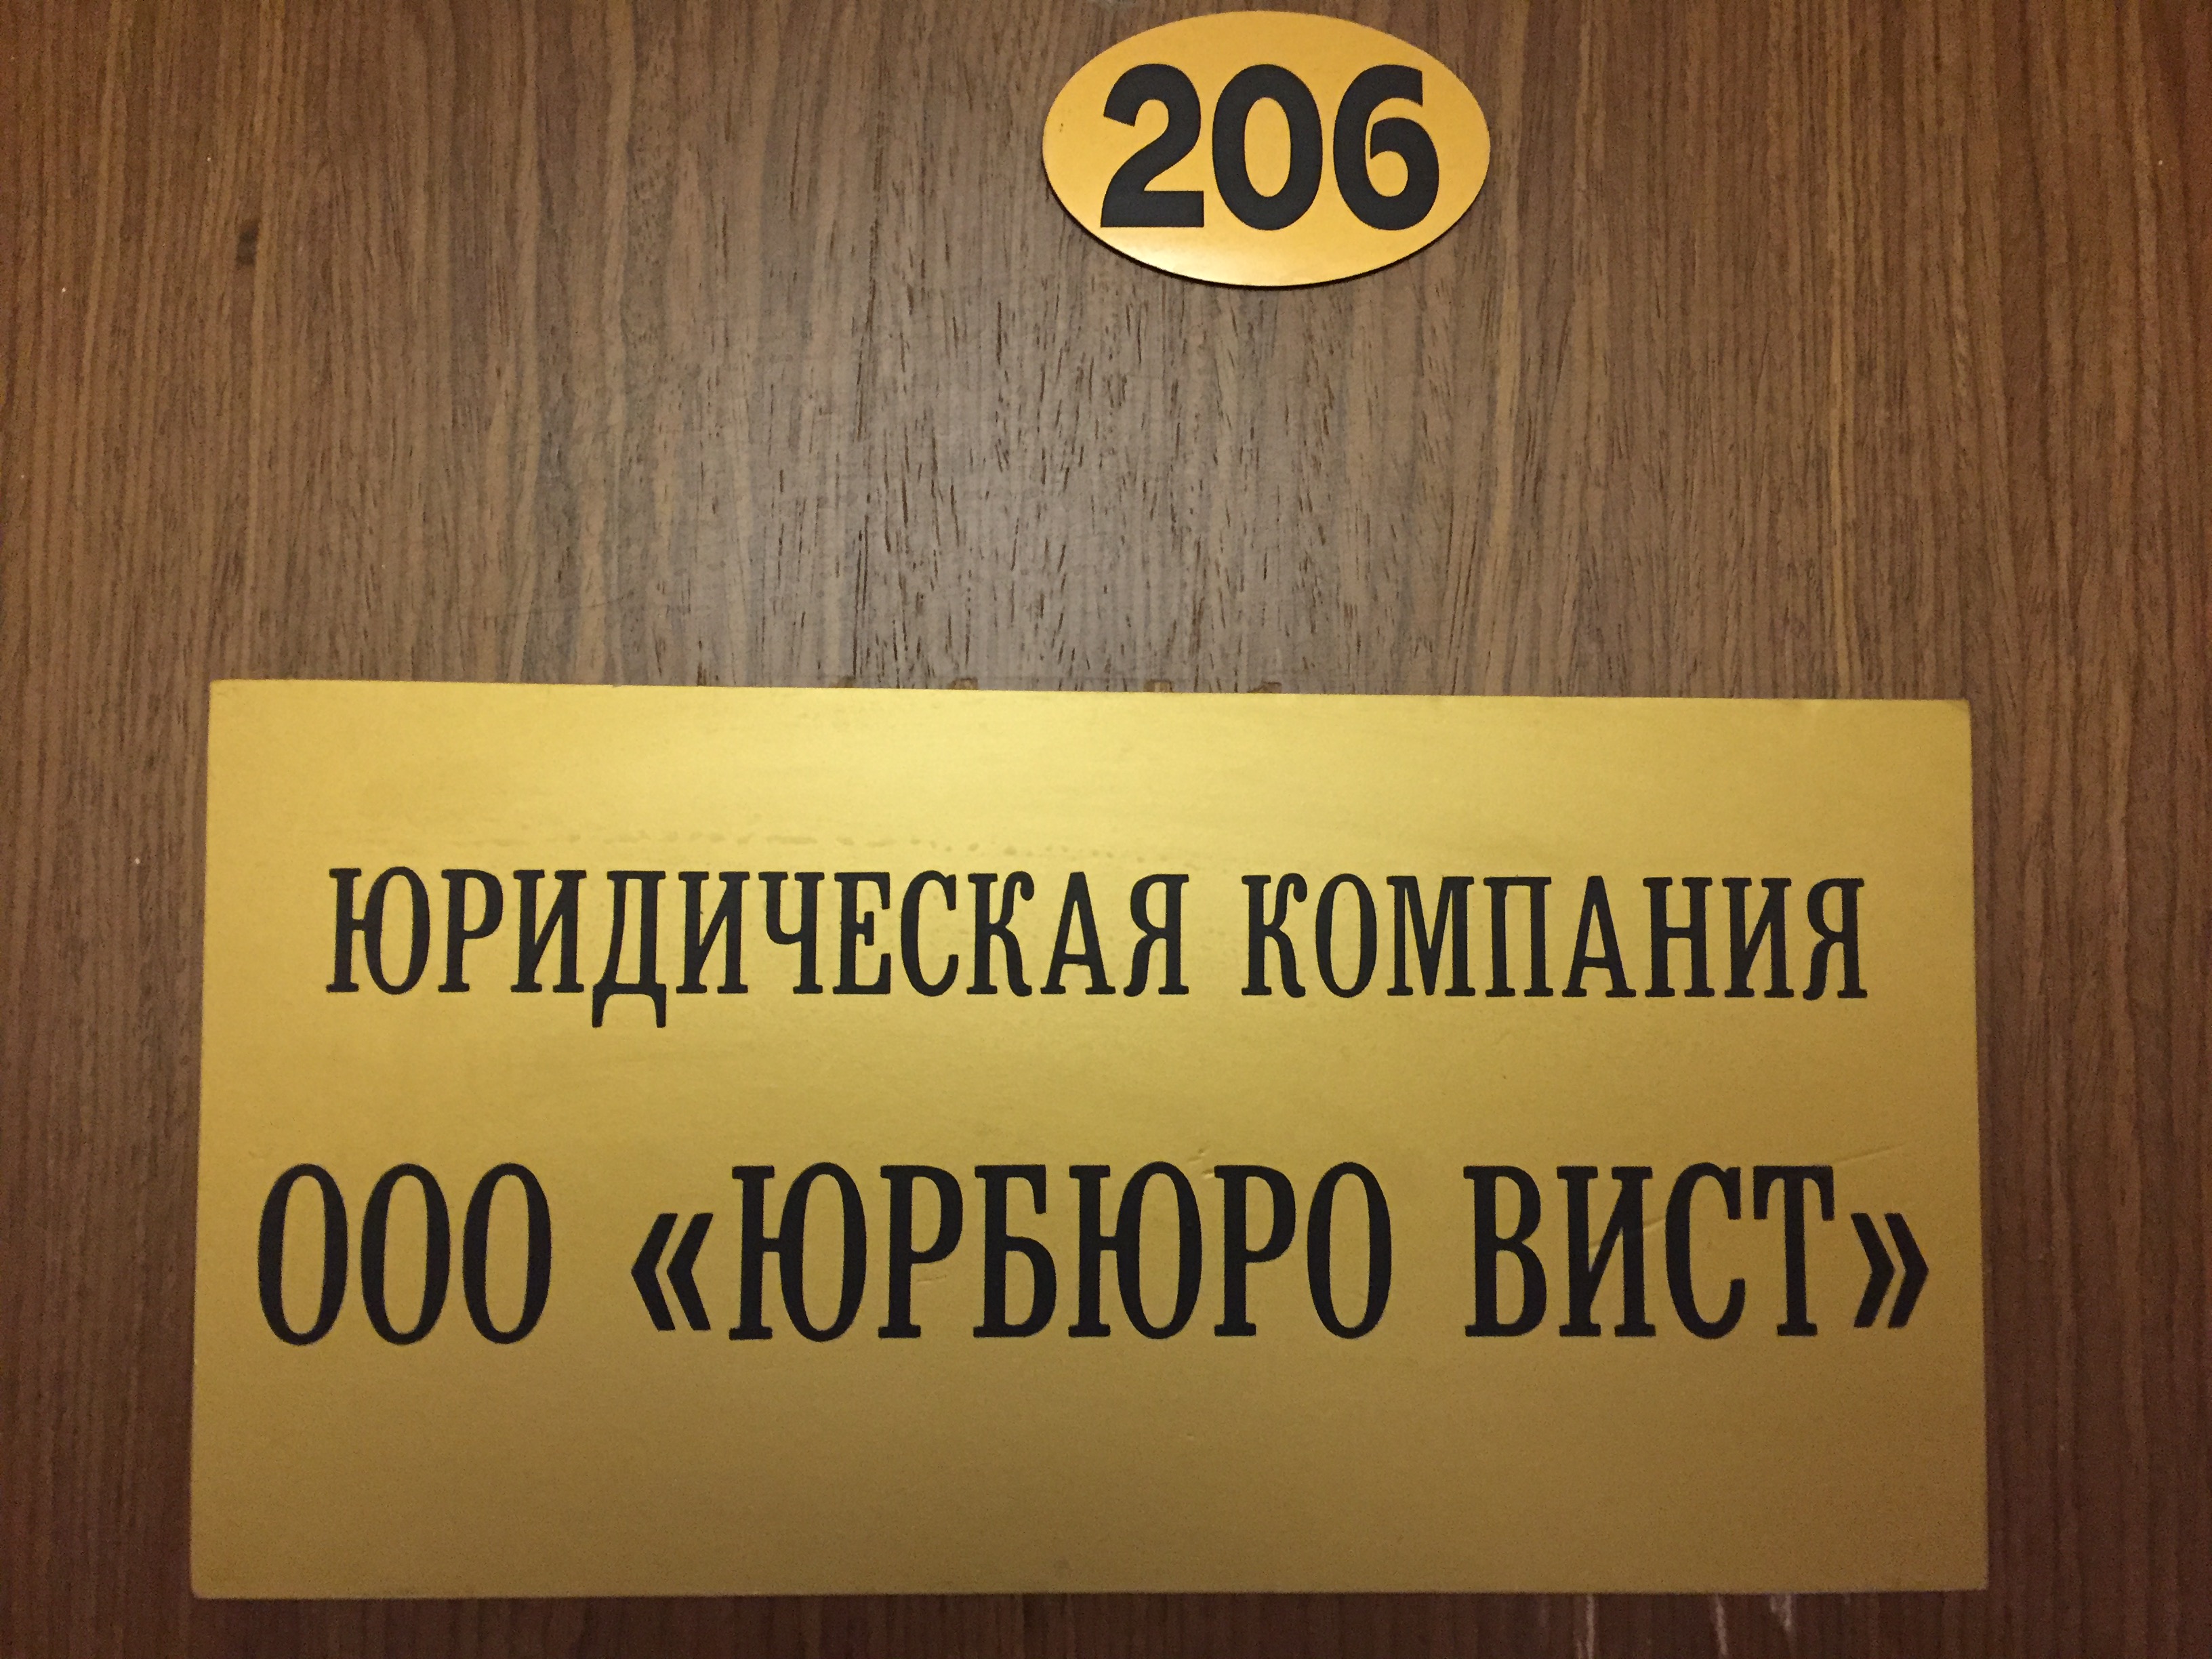 206
ЮРИДИЧЕСКАЯ КОМПАНИЯ
ООО «ЮРБЮРО ВИСТ»